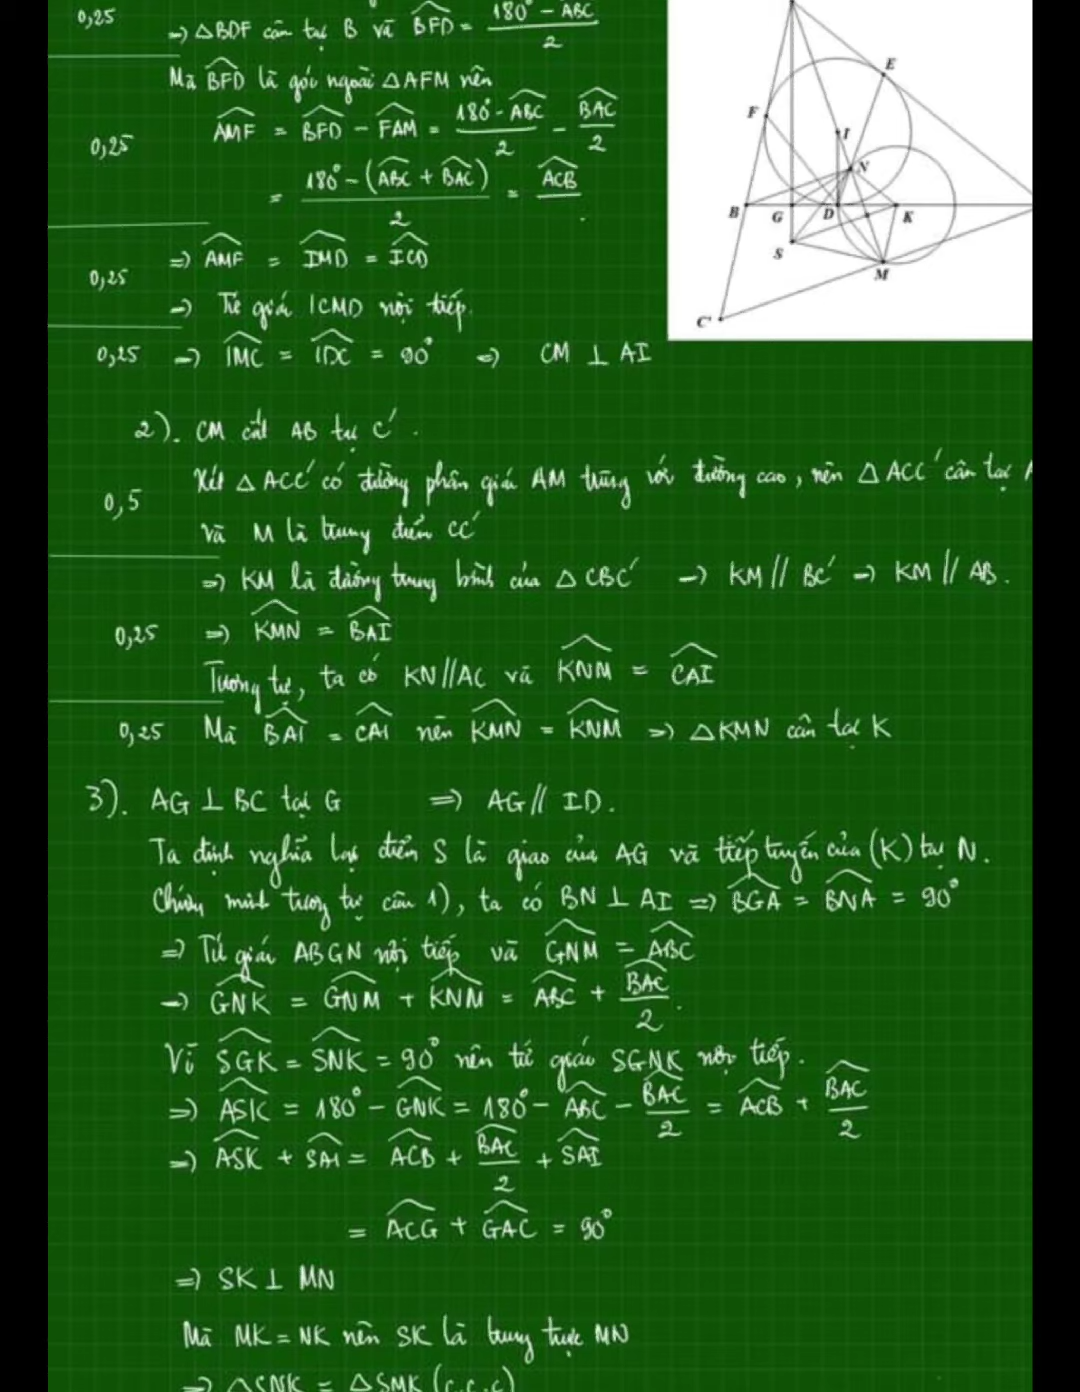 0,25
=> △BDF cân tại B và BFD = 180° - ABC / 2
Mà BFD là góc ngoài △AFM nên
0,25
AMF = BFD - FAM = 180° - ABC / 2 - BAC / 2
= 180° - (ABC + BAC) / 2 = ACB
0,25
=> AMF = IMD = ICD
=> Tứ giác ICMD nội tiếp.
0,25 => IMC = IDC = 90° => CM ⊥ AI
2). CM cắt AB tại C'.
0,5
Xét △ACC' có đường phân giác AM trùng với đường cao, nên △ACC' cân tại A
và M là trung điểm CC'
=> KM là đường trung bình của △CBC' => KM // BC' => KM // AB.
0,25 => KMN = BAI
Tương tự, ta có KN // AC và KNM = CAI
0,25 Mà BAI = CAI nên KMN = KNM => △KMN cân tại K
3). AG ⊥ BC tại G => AG // ID.
Ta định nghĩa lại điểm S là giao của AG và tiếp tuyến của (K) tại N.
Chứng minh tương tự câu 1), ta có BN ⊥ AI => BGA = BNA = 90°
=> Tứ giác ABGN nội tiếp và GNM = ABC
=> GNK = GNM + KNM = ABC + BAC / 2.
Vì SGK = SNK = 90° nên tứ giác SGNK nội tiếp.
=> ASK = 180° - GNK = 180° - ABC - BAC / 2 = ACB + BAC / 2
=> ASK + SAI = ACB + BAC / 2 + SAI
= ACG + GAC = 90°
=> SK ⊥ MN
Mà MK = NK nên SK là trung trực MN
=> △SNK = △SMK (c.c.c)
E
F
I
N
B
G
D
K
S
M
C'